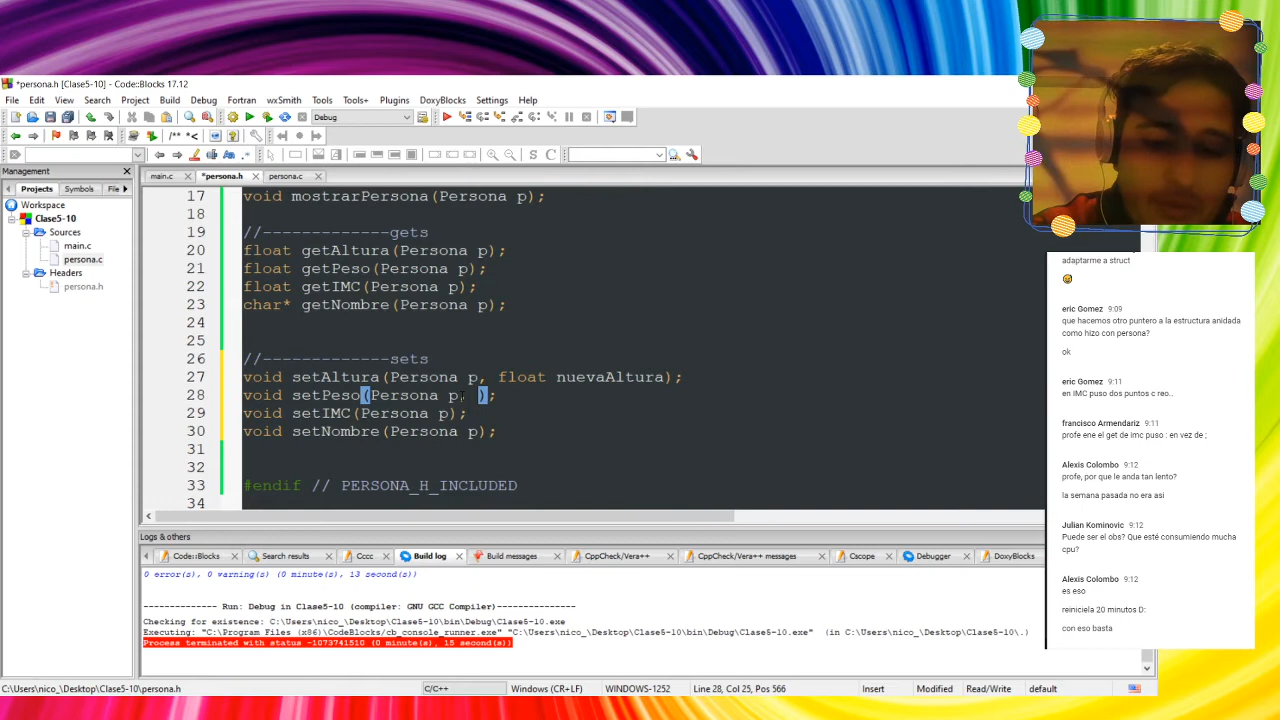 *persona.h [Clase5-10] - Code::Blocks 17.12
File Edit View Search Project Build Debug Fortran wxSmith Tools Tools+ Plugins DoxyBlocks Settings Help
Debug
/** *<
S C
Management
main.c *persona.h persona.c
Projects Symbols File
Workspace
Clase5-10
Sources
main.c
persona.c
Headers
persona.h
17 void mostrarPersona(Persona p);
18
19 //-------------gets
20 float getAltura(Persona p);
21 float getPeso(Persona p);
22 float getIMC(Persona p);
23 char* getNombre(Persona p);
24
25
26 //-------------sets
27 void setAltura(Persona p, float nuevaAltura);
28 void setPeso(Persona p, );
29 void setIMC(Persona p);
30 void setNombre(Persona p);
31
32
33 #endif // PERSONA_H_INCLUDED
34
Logs & others
Code::Blocks Search results Cccc Build log Build messages CppCheck/Vera++ CppCheck/Vera++ messages Cscope Debugger DoxyBlocks
0 error(s), 0 warning(s) (0 minute(s), 13 second(s))
-------------- Run: Debug in Clase5-10 (compiler: GNU GCC Compiler)---------------
Checking for existence: C:\Users\nico_\Desktop\Clase5-10\bin\Debug\Clase5-10.exe
Executing: "C:\Program Files (x86)\CodeBlocks/cb_console_runner.exe" "C:\Users\nico_\Desktop\Clase5-10\bin\Debug\Clase5-10.exe" (in C:\Users\nico_\Desktop\Clase5-10\.)
Process terminated with status -1073741510 (0 minute(s), 15 second(s))
C:\Users\nico_\Desktop\Clase5-10\persona.h C/C++ Windows (CR+LF) WINDOWS-1252 Line 28, Col 25, Pos 566 Insert Modified Read/Write default
adaptarme a struct
eric Gomez 9:09
que hacemos otro puntero a la estructura anidada
como hizo con persona?
ok
eric Gomez 9:11
en IMC puso dos puntos c reo..
francisco Armendariz 9:11
profe ene el get de imc puso : en vez de ;
Alexis Colombo 9:12
profe, por que le anda tan lento?
la semana pasada no era asi
Julian Kominovic 9:12
Puede ser el obs? Que esté consumiendo mucha
cpu?
Alexis Colombo 9:12
es eso
reiniciela 20 minutos D:
con eso basta